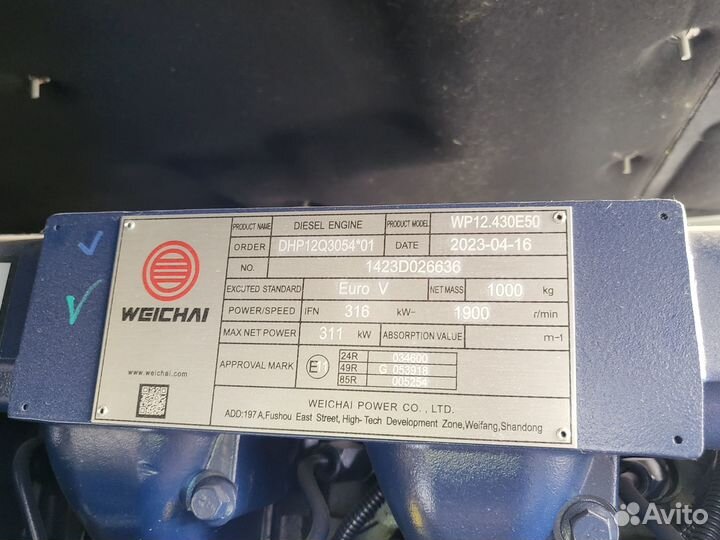 PRODUCT NAME DIESEL ENGINE PRODUCT MODEL WP12.430E50
ORDER DHP12Q3054*01 DATE 2023-04-16
NO. 1423D026636
WEICHAI
EXCUTED STANDARD Euro V NET MASS 1000 kg
POWER/SPEED IFN 316 kW- 1900 r/min
MAX NET POWER 311 kW ABSORPTION VALUE m-1
APPROVAL MARK E11
24R 034600
49R G 053918
85R 005254
www.weichai.com
WEICHAI POWER CO., LTD.
ADD:197 A,Fushou East Street, High-Tech Development Zone,Weifang,Shandong
Avito